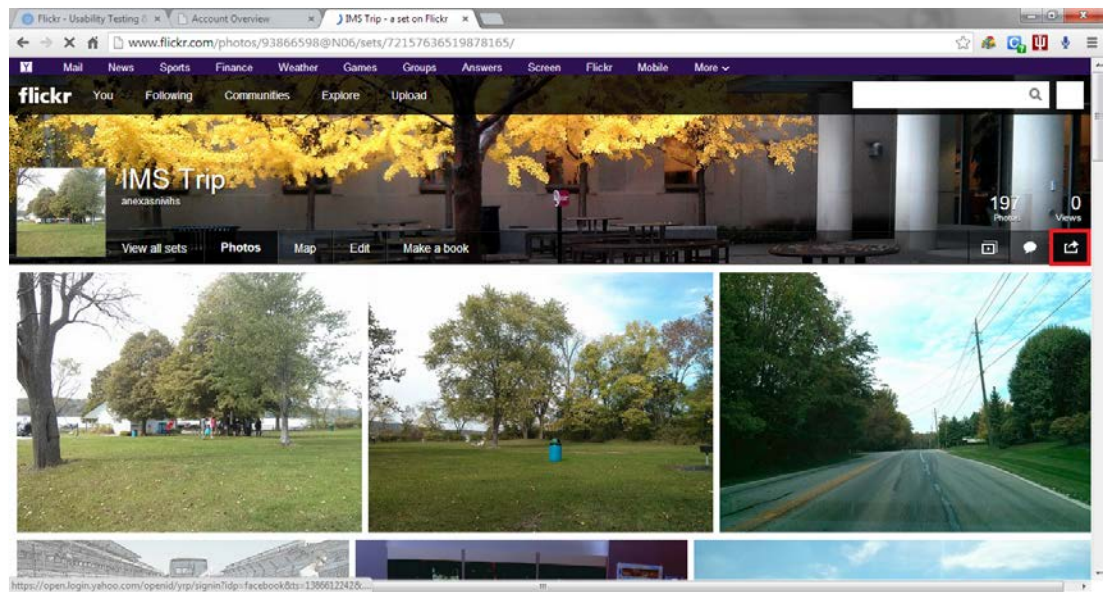 Flickr - Usability Testing &
Account Overview
IMS Trip - a set on Flickr
www.flickr.com/photos/93866598@N06/sets/72157636519878165/
Y! Mail News Sports Finance Weather Games Groups Answers Screen Flickr Mobile More
flickr You Following Communities Explore Upload
IMS Trip
anexasnivihs
197 0
Photos Views
View all sets Photos Map Edit Make a book
https://open.login.yahoo.com/openid/yrp/signin?idp=facebook&ts=1386612242&...